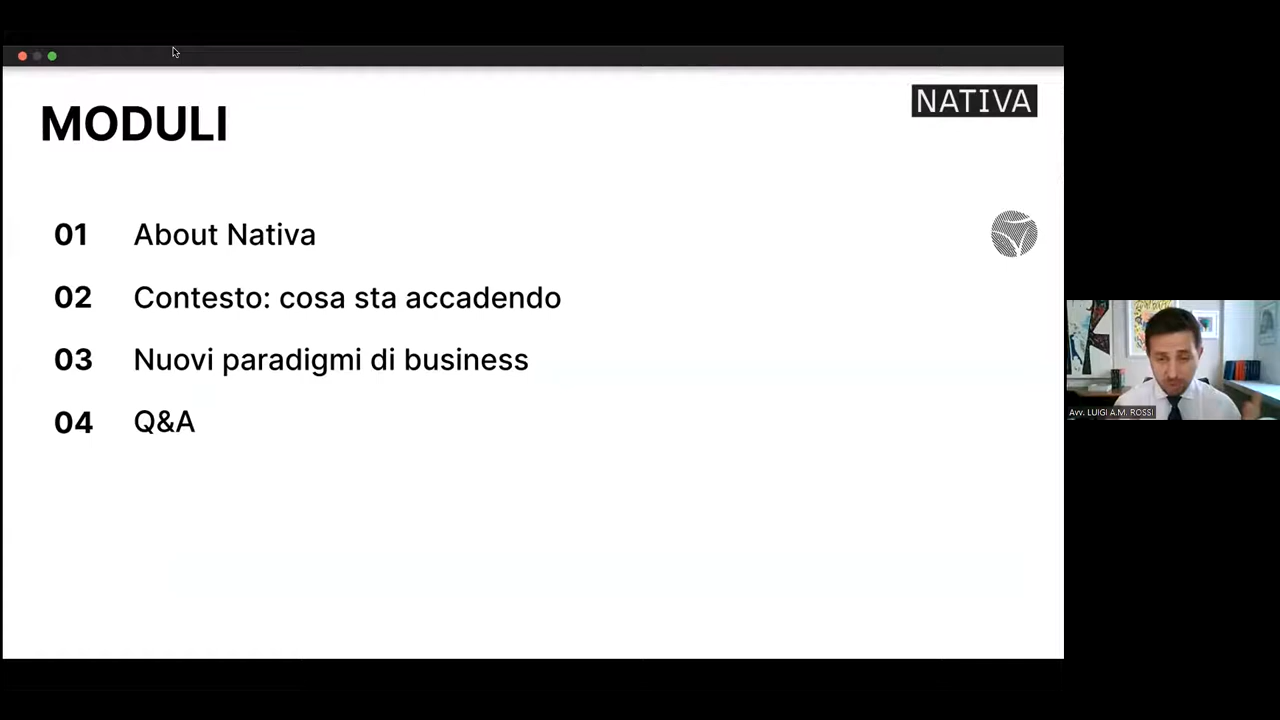 MODULI
NATIVA
01 About Nativa
02 Contesto: cosa sta accadendo
03 Nuovi paradigmi di business
04 Q&A
Avv. LUIGI A.M. ROSSI